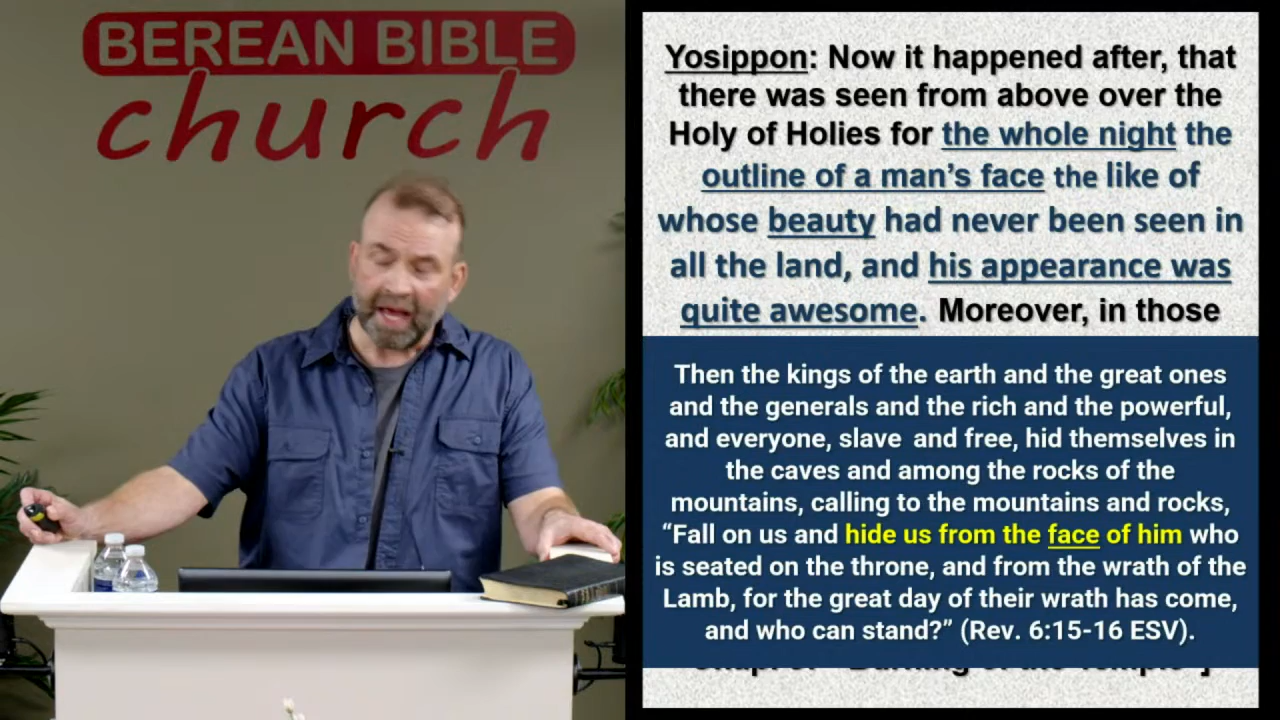 BEREAN BIBLE
church
Yosippon: Now it happened after, that
there was seen from above over the
Holy of Holies for the whole night the
outline of a man’s face the like of
whose beauty had never been seen in
all the land, and his appearance was
quite awesome. Moreover, in those
Then the kings of the earth and the great ones
and the generals and the rich and the powerful,
and everyone, slave and free, hid themselves in
the caves and among the rocks of the
mountains, calling to the mountains and rocks,
“Fall on us and hide us from the face of him who
is seated on the throne, and from the wrath of the
Lamb, for the great day of their wrath has come,
and who can stand?” (Rev. 6:15-16 ESV).